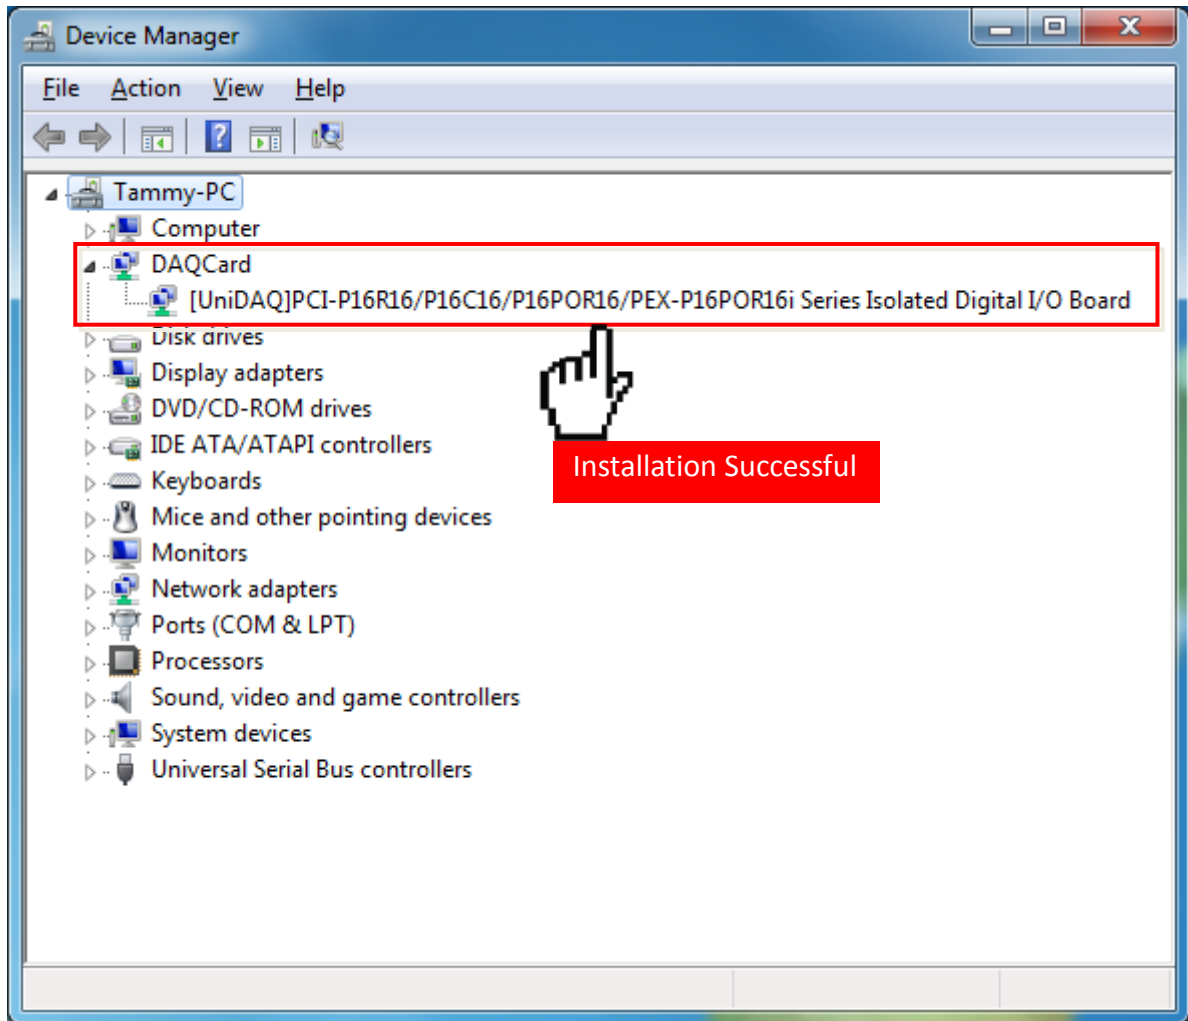 Device Manager
File Action View Help
Tammy-PC
Computer
DAQCard
[UniDAQ]PCI-P16R16/P16C16/P16POR16/PEX-P16POR16i Series Isolated Digital I/O Board
Disk drives
Display adapters
DVD/CD-ROM drives
IDE ATA/ATAPI controllers
Installation Successful
Keyboards
Mice and other pointing devices
Monitors
Network adapters
Ports (COM & LPT)
Processors
Sound, video and game controllers
System devices
Universal Serial Bus controllers